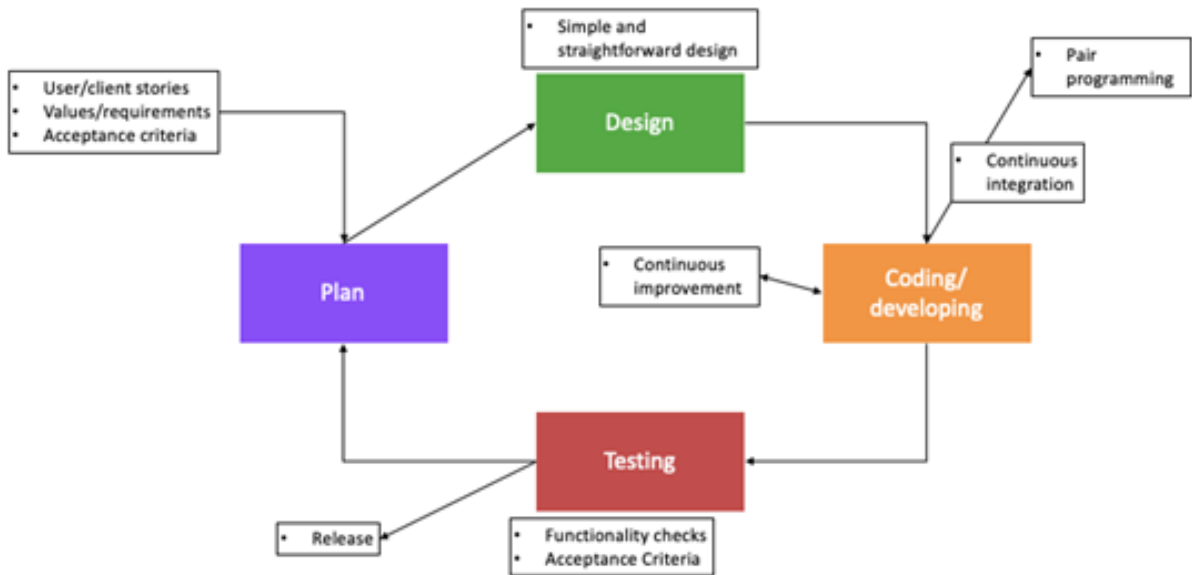 • Simple and
straightforward design
• Pair
programming
• User/client stories
• Values/requirements
• Acceptance criteria
Design
• Continuous
integration
Plan
• Continuous
improvement
Coding/
developing
Testing
• Release
• Functionality checks
• Acceptance Criteria